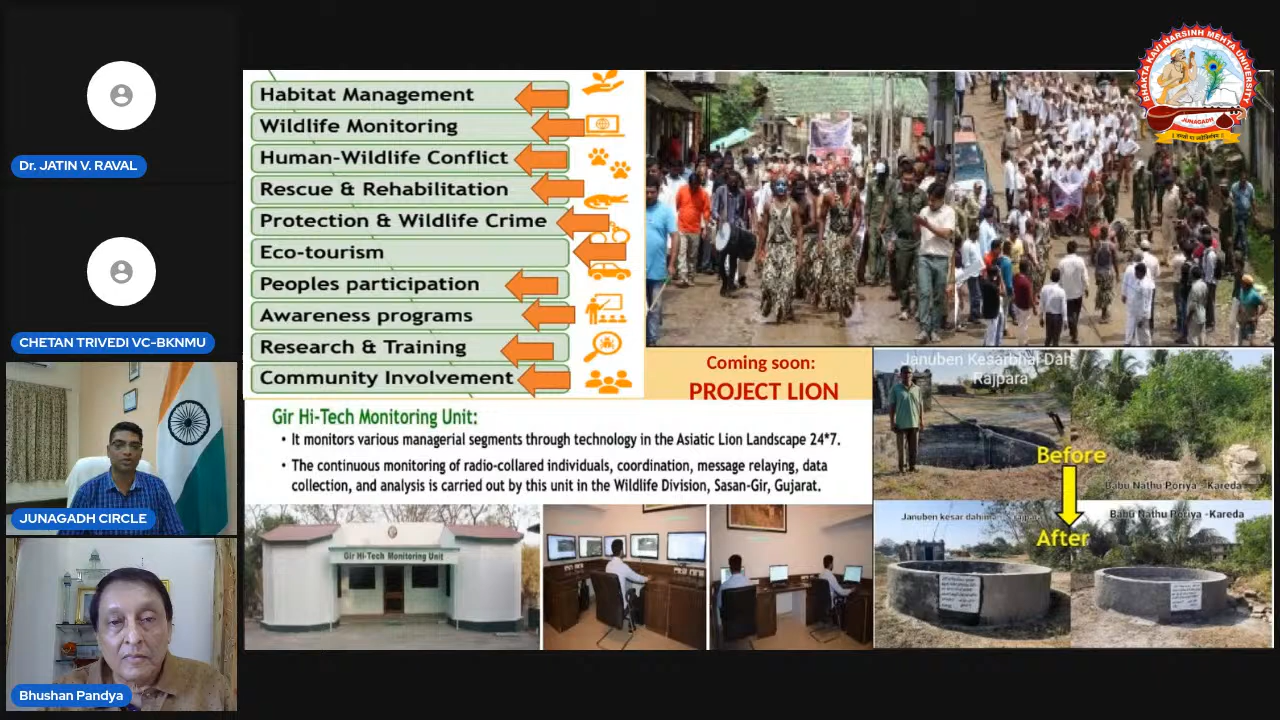 Dr. JATIN V. RAVAL
CHETAN TRIVEDI VC-BKNMU
JUNAGADH CIRCLE
Bhushan Pandya
Habitat Management
Wildlife Monitoring
Human-Wildlife Conflict
Rescue & Rehabilitation
Protection & Wildlife Crime
Eco-tourism
Peoples participation
Awareness programs
Research & Training
Community Involvement
BHAKTA KAVI NARSINH MEHTA UNIVERSITY
JUNAGADH
Coming soon:
PROJECT LION
Gir Hi-Tech Monitoring Unit:
• It monitors various managerial segments through technology in the Asiatic Lion Landscape 24*7.
• The continuous monitoring of radio-collared individuals, coordination, message relaying, data
collection, and analysis is carried out by this unit in the Wildlife Division, Sasan-Gir, Gujarat.
Gir Hi-Tech Monitoring Unit
Januben Kesarbhai Dah
Rajpara
Before
Babu Nathu Poriya - Kareda
After
Januben kesar
Babu Nathu Poriya -Kareda